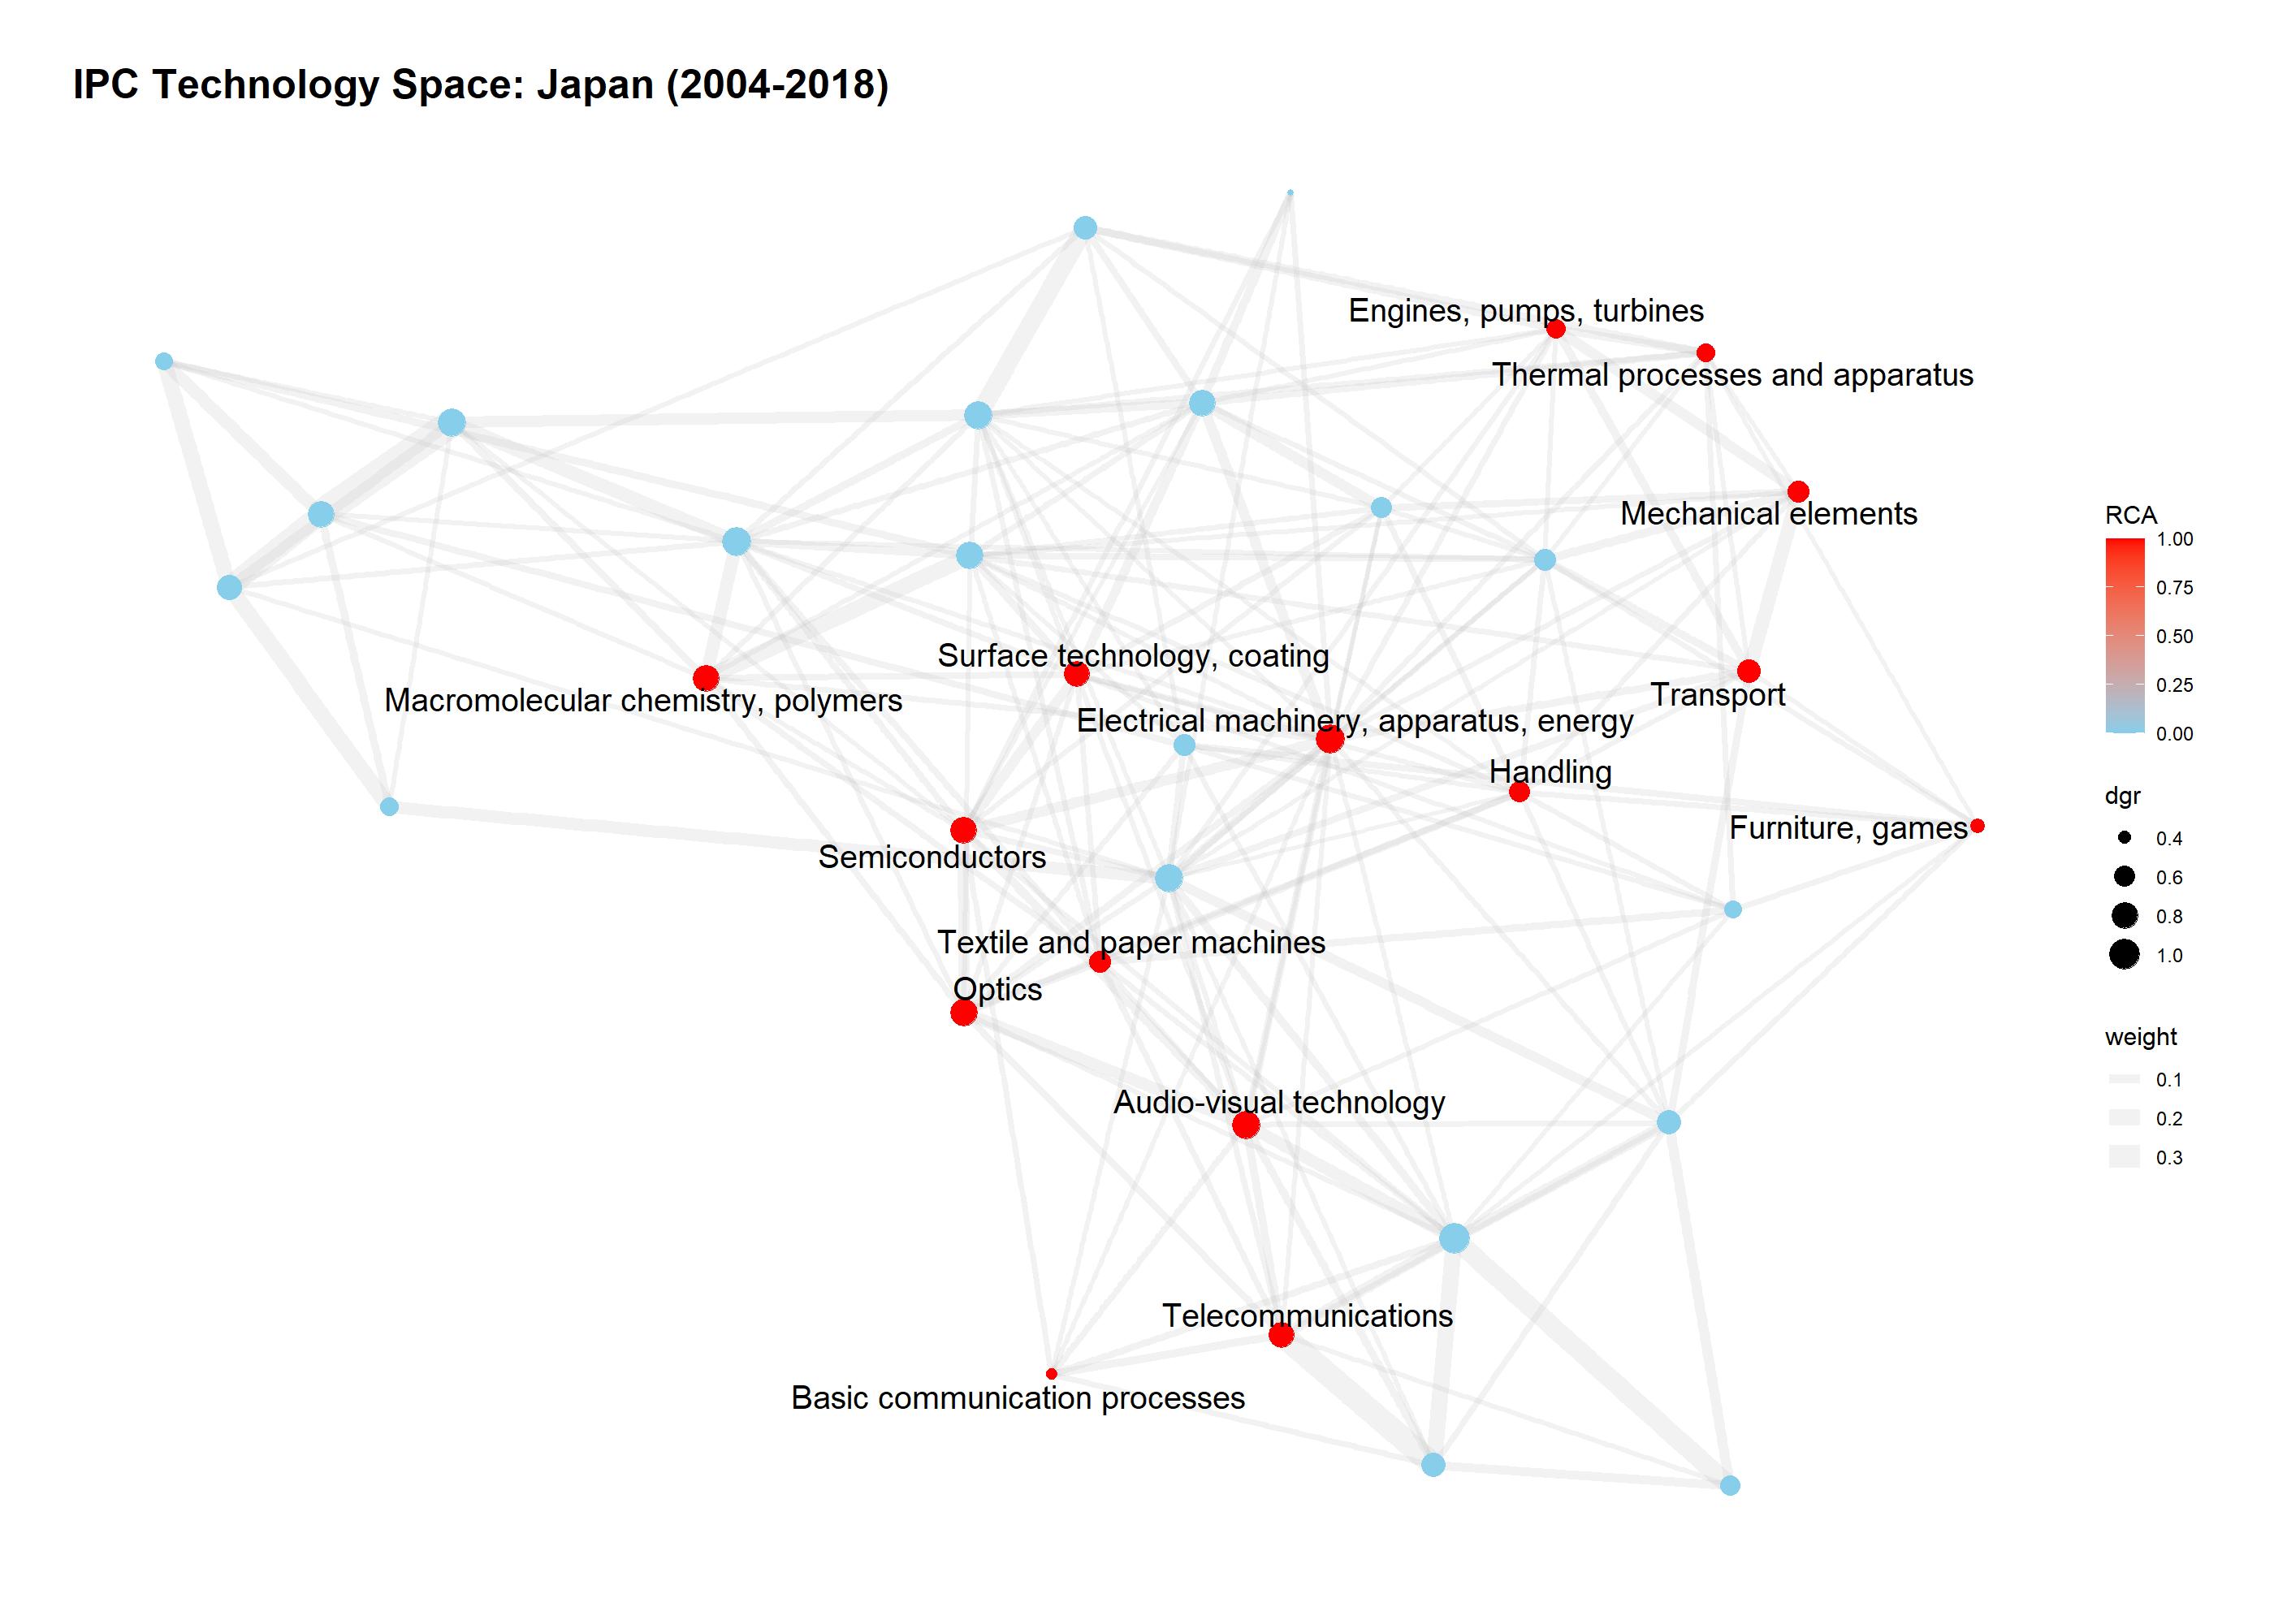 IPC Technology Space: Japan (2004-2018)
Engines, pumps, turbines
Thermal processes and apparatus
Mechanical elements
Surface technology, coating
Macromolecular chemistry, polymers
Transport
Electrical machinery, apparatus, energy
Handling
Furniture, games
Semiconductors
Textile and paper machines
Optics
Audio-visual technology
Telecommunications
Basic communication processes
RCA
1.00
0.75
0.50
0.25
0.00
dgr
0.4
0.6
0.8
1.0
weight
0.1
0.2
0.3